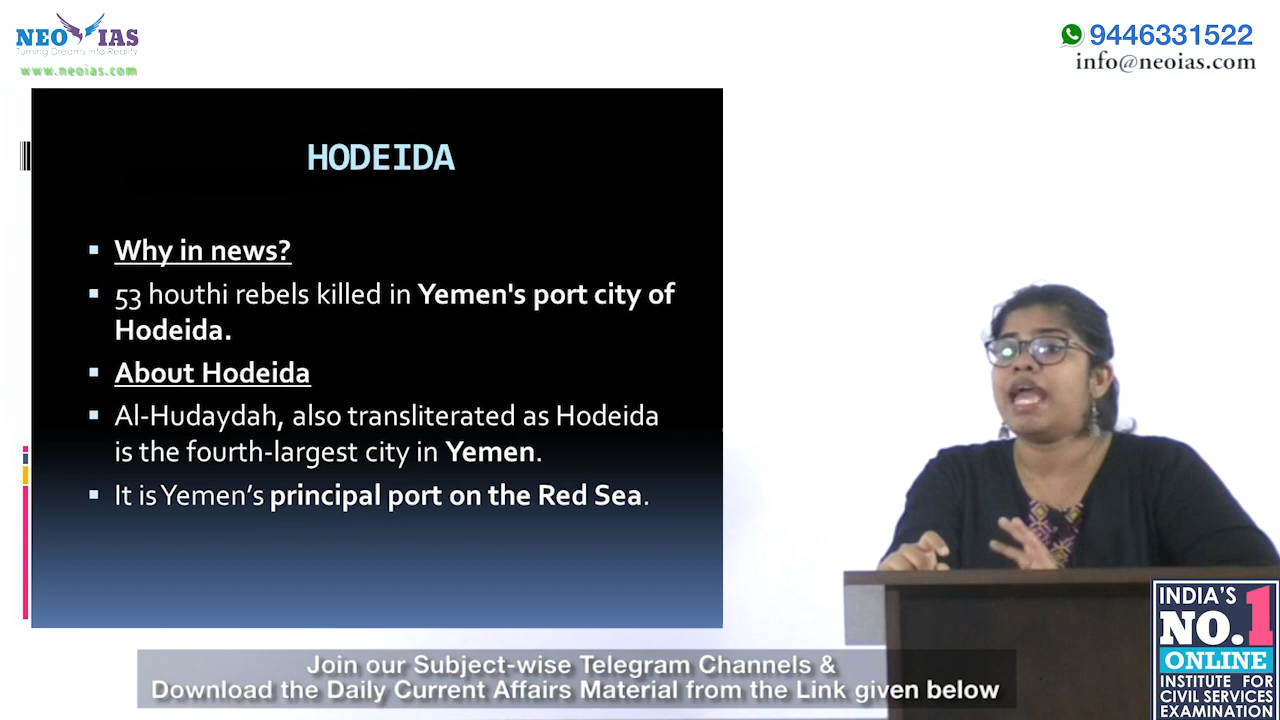 NEO IAS
Turning Dreams into Reality
www.neoias.com
9446331522
info@neoias.com
HODEIDA
Why in news?
53 houthi rebels killed in Yemen's port city of
Hodeida.
About Hodeida
Al-Hudaydah, also transliterated as Hodeida
is the fourth-largest city in Yemen.
It is Yemen's principal port on the Red Sea.
INDIA'S
NO.1
ONLINE
INSTITUTE FOR
CIVIL SERVICES
EXAMINATION
Join our Subject-wise Telegram Channels &
Download the Daily Current Affairs Material from the Link given below